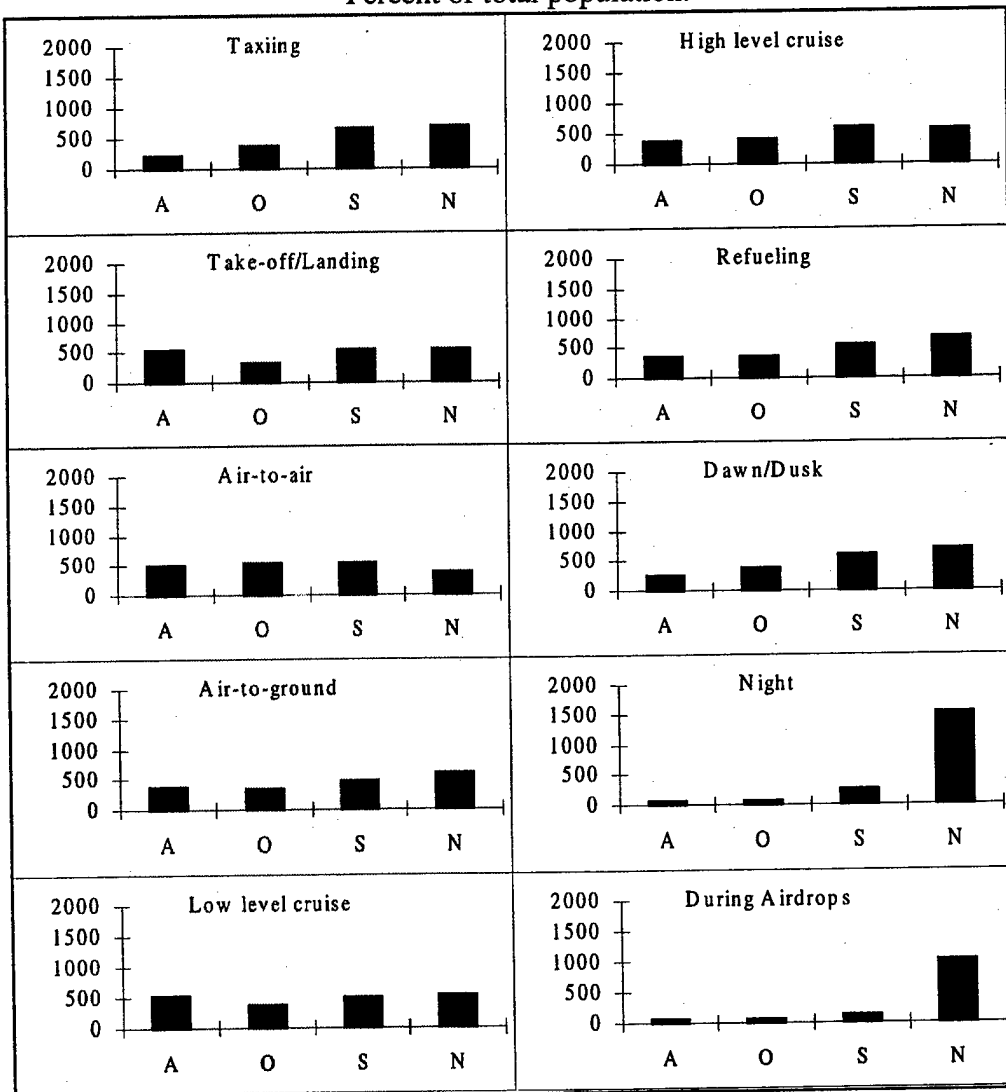 Percent of total population.
Taxiing
2000
1500
1000
500
0
A O S N
High level cruise
2000
1500
1000
500
0
A O S N
Take-off/Landing
2000
1500
1000
500
0
A O S N
Refueling
2000
1500
1000
500
0
A O S N
Air-to-air
2000
1500
1000
500
0
A O S N
Dawn/Dusk
2000
1500
1000
500
0
A O S N
Air-to-ground
2000
1500
1000
500
0
A O S N
Night
2000
1500
1000
500
0
A O S N
Low level cruise
2000
1500
1000
500
0
A O S N
During Airdrops
2000
1500
1000
500
0
A O S N